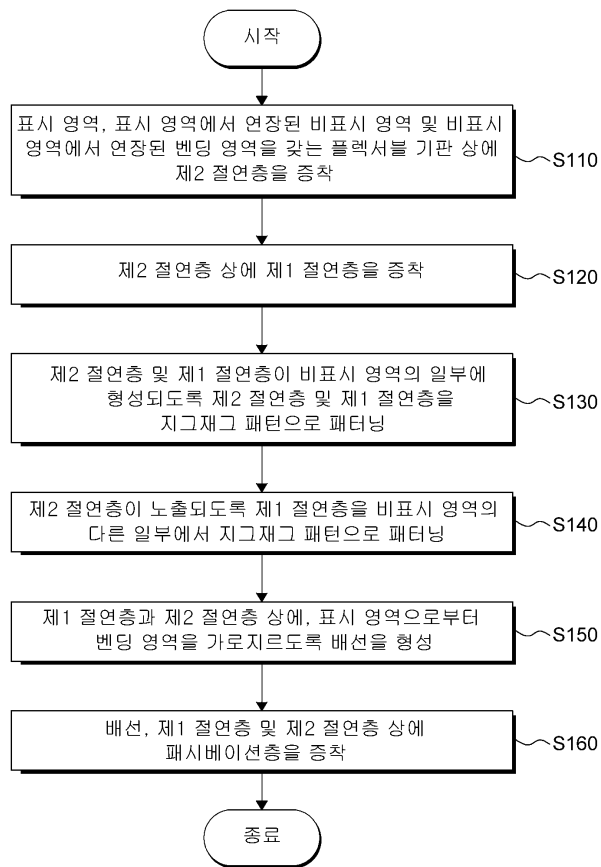 시작
표시 영역, 표시 영역에서 연장된 비표시 영역 및 비표시
영역에서 연장된 벤딩 영역을 갖는 플렉서블 기판 상에
제2 절연층을 증착
S110
제2 절연층 상에 제1 절연층을 증착
S120
제2 절연층 및 제1 절연층이 비표시 영역의 일부에
형성되도록 제2 절연층 및 제1 절연층을
지그재그 패턴으로 패터닝
S130
제2 절연층이 노출되도록 제1 절연층을 비표시 영역의
다른 일부에서 지그재그 패턴으로 패터닝
S140
제1 절연층과 제2 절연층 상에, 표시 영역으로부터
벤딩 영역을 가로지르도록 배선을 형성
S150
배선, 제1 절연층 및 제2 절연층 상에
패시베이션층을 증착
S160
종료